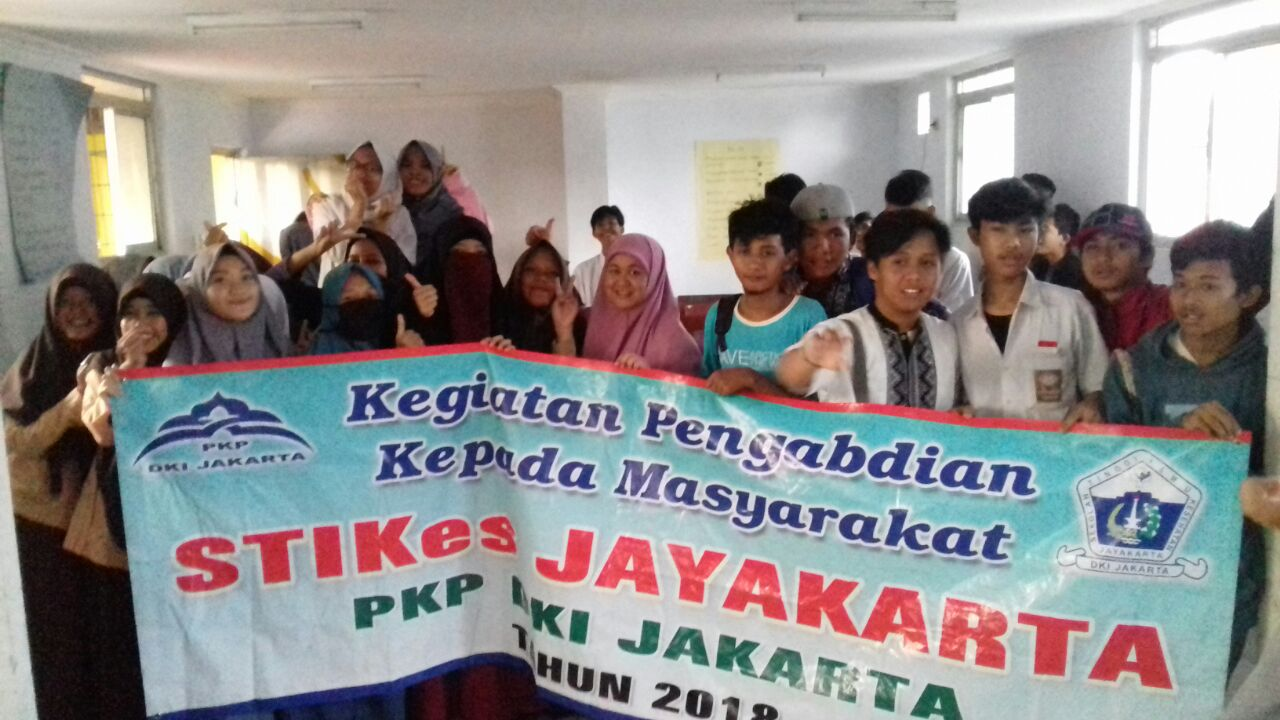 Kegiatan Pengabdian
Kepada Masyarakat
STIKes JAYAKARTA
PKP DKI JAKARTA
TAHUN 2018
PKP
DKI JAKARTA
JAYAKARTA
DKI JAKARTA